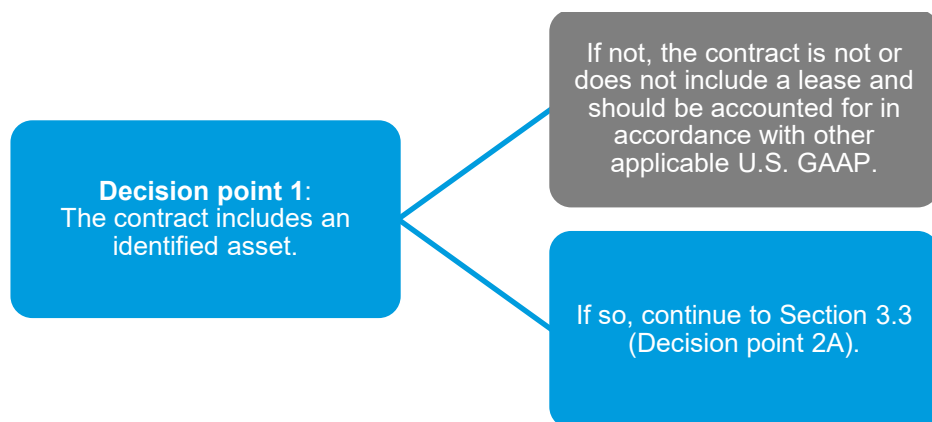 Decision point 1:
The contract includes an
identified asset.
If not, the contract is not or
does not include a lease and
should be accounted for in
accordance with other
applicable U.S. GAAP.
If so, continue to Section 3.3
(Decision point 2A).